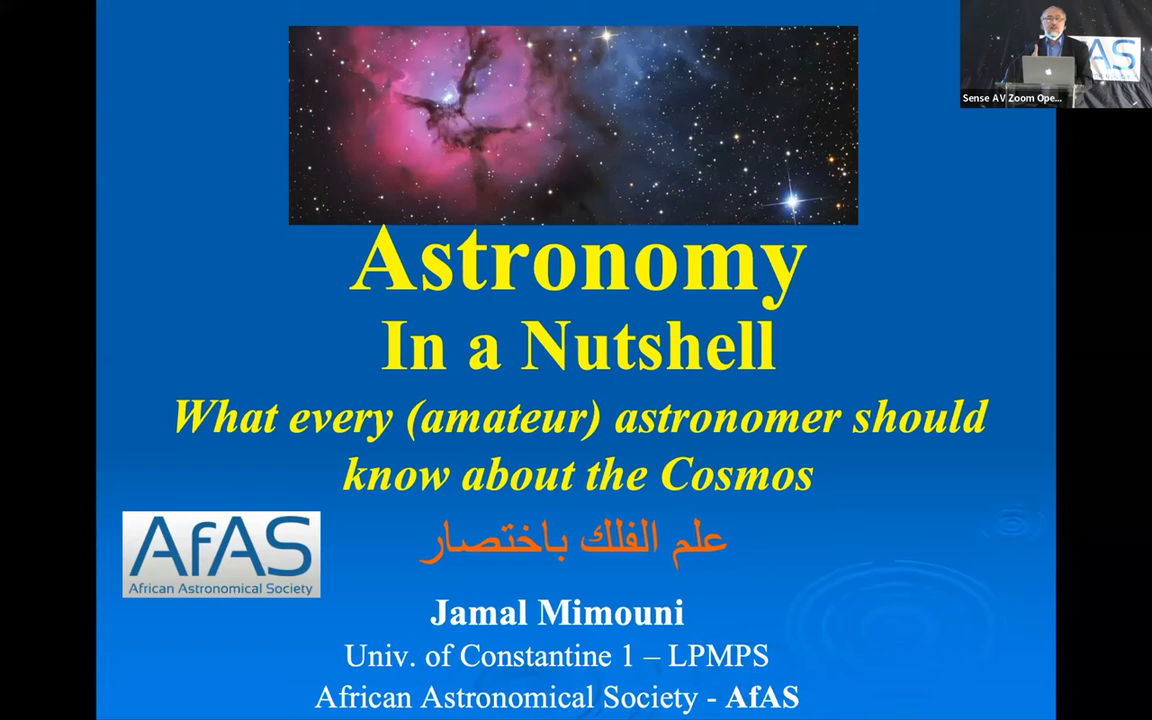 Astronomy
In a Nutshell
What every (amateur) astronomer should
know about the Cosmos
علم الفلك باختصار
AfAS
African Astronomical Society
Jamal Mimouni
Univ. of Constantine 1 – LPMPS
African Astronomical Society - AfAS
AS
Sense AV Zoom Ope...